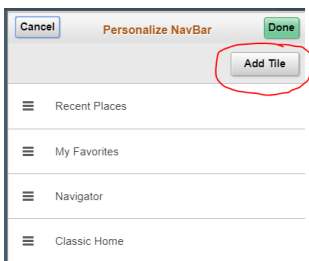 Cancel Personalize NavBar Done
Add Tile
Recent Places
My Favorites
Navigator
Classic Home